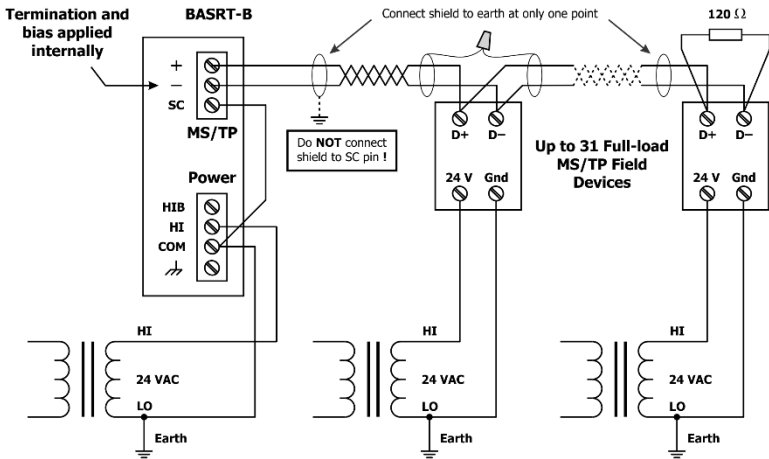 Termination and
bias applied
internally
BASRT-B
Connect shield to earth at only one point
120 Ω
+
−
SC
MS/TP
Do NOT connect
shield to SC pin !
D+ D−
Up to 31 Full-load
MS/TP Field
Devices
D+ D−
Power
24 V Gnd
24 V Gnd
HIB
HI
COM
HI
24 VAC
LO
Earth
HI
24 VAC
LO
Earth
HI
24 VAC
LO
Earth